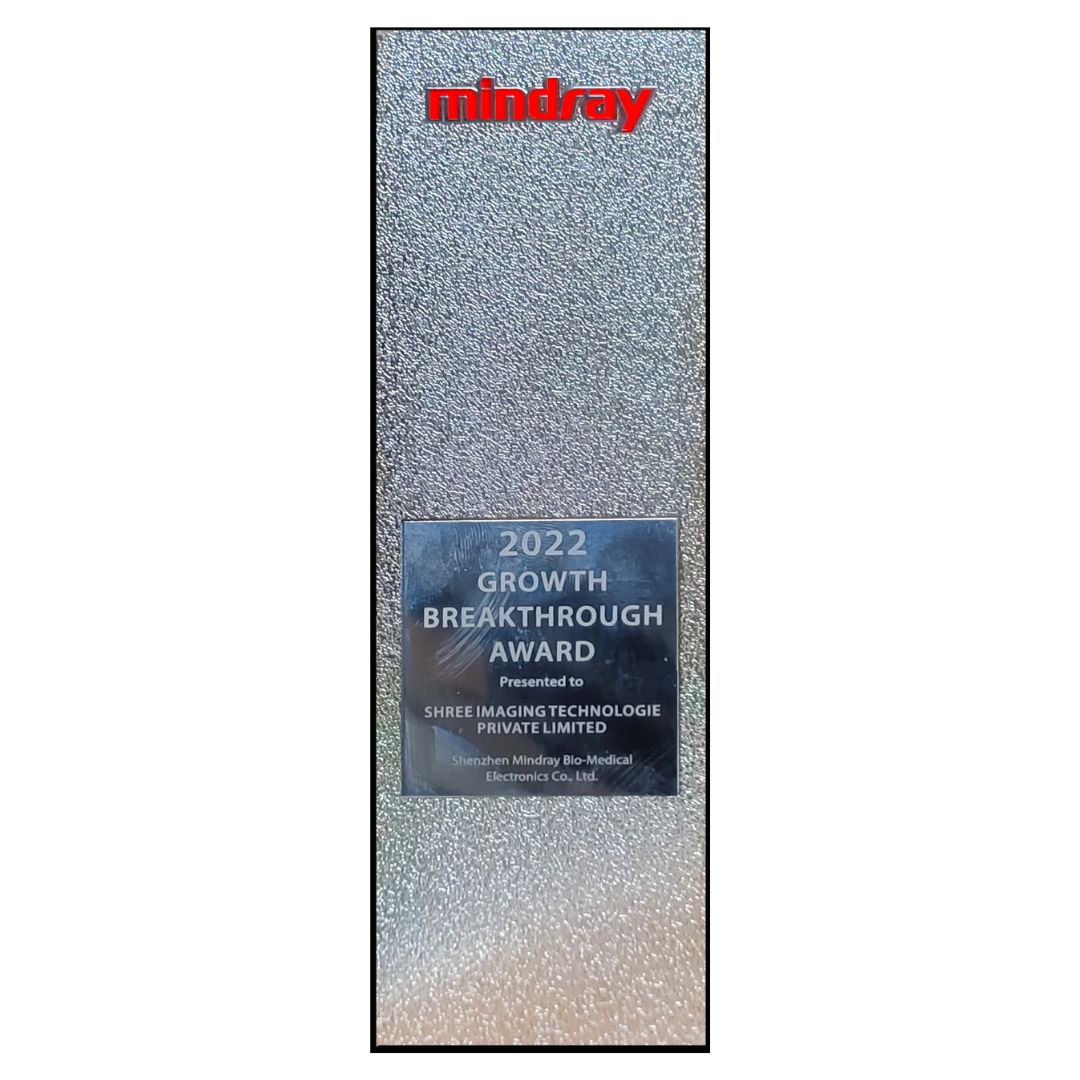 mindray
2022
GROWTH
BREAKTHROUGH
AWARD
Presented to
SHREE IMAGING TECHNOLOGIE
PRIVATE LIMITED
Shenzhen Mindray Bio-Medical
Electronics Co., Ltd.